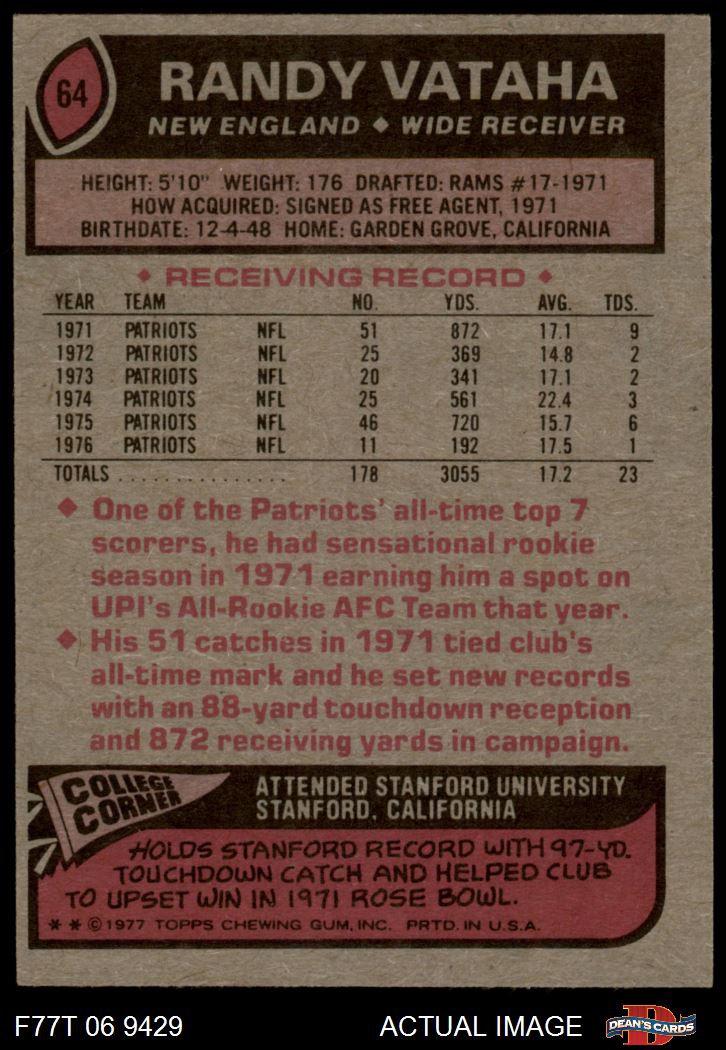 64
RANDY VATAHA
NEW ENGLAND ◆ WIDE RECEIVER
HEIGHT: 5'10" WEIGHT: 176 DRAFTED: RAMS #17-1971
HOW ACQUIRED: SIGNED AS FREE AGENT, 1971
BIRTHDATE: 12-4-48 HOME: GARDEN GROVE, CALIFORNIA
◆ RECEIVING RECORD ◆
YEAR TEAM NO. YDS. AVG. TDS.
1971 PATRIOTS NFL 51 872 17.1 9
1972 PATRIOTS NFL 25 369 14.8 2
1973 PATRIOTS NFL 20 341 17.1 2
1974 PATRIOTS NFL 25 561 22.4 3
1975 PATRIOTS NFL 46 720 15.7 6
1976 PATRIOTS NFL 11 192 17.5 1
TOTALS . . . . . . . . . . . . . . . 178 3055 17.2 23
◆ One of the Patriots' all-time top 7
scorers, he had sensational rookie
season in 1971 earning him a spot on
UPI's All-Rookie AFC Team that year.
◆ His 51 catches in 1971 tied club's
all-time mark and he set new records
with an 88-yard touchdown reception
and 872 receiving yards in campaign.
COLLEGE
CORNER
ATTENDED STANFORD UNIVERSITY
STANFORD, CALIFORNIA
HOLDS STANFORD RECORD WITH 97-YD.
TOUCHDOWN CATCH AND HELPED CLUB
TO UPSET WIN IN 1971 ROSE BOWL.
* * © 1977 TOPPS CHEWING GUM, INC. PRTD. IN U.S.A.
F77T 06 9429
ACTUAL IMAGE
D
DEAN'S CARDS